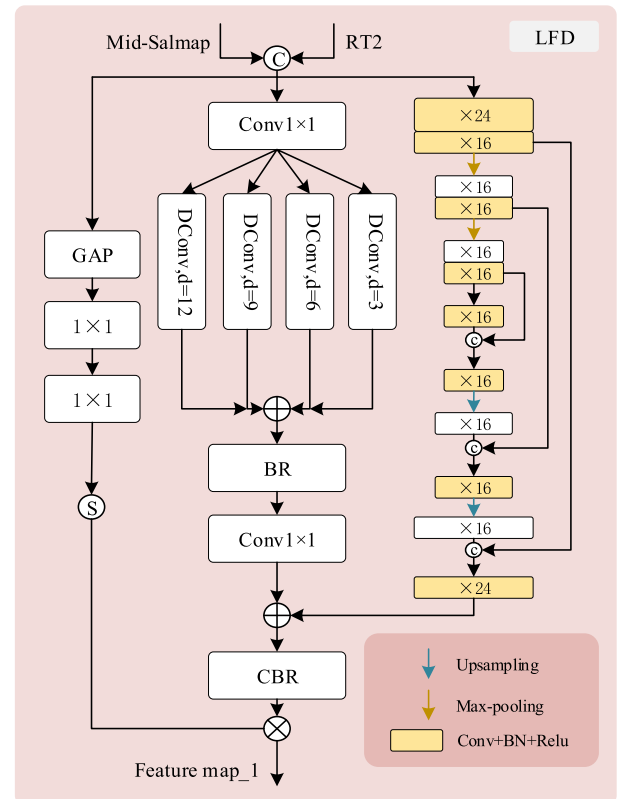 Mid-Salmap
RT2
LFD
C
Conv1×1
×24
×16
×16
×16
DConv,d=12
DConv,d=9
DConv,d=6
DConv,d=3
GAP
×16
×16
1×1
×16
c
1×1
×16
×16
c
BR
×16
S
Conv1×1
×16
c
×24
CBR
Upsampling
Max-pooling
Conv+BN+Relu
Feature map_1